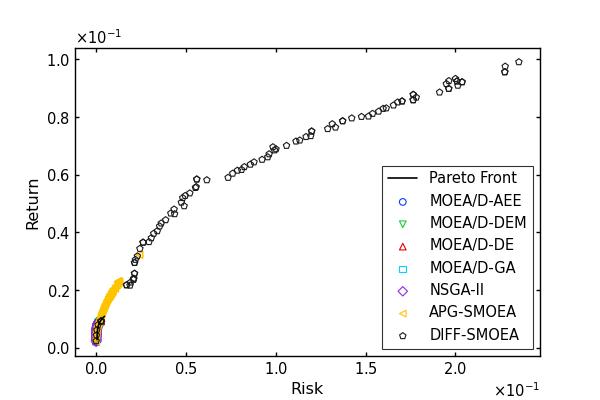 ×10⁻¹
1.0
0.8
0.6
0.4
0.2
0.0
Return
0.0 0.5 1.0 1.5 2.0
Risk
×10⁻¹
Pareto Front
MOEA/D-AEE
MOEA/D-DEM
MOEA/D-DE
MOEA/D-GA
NSGA-II
APG-SMOEA
DIFF-SMOEA